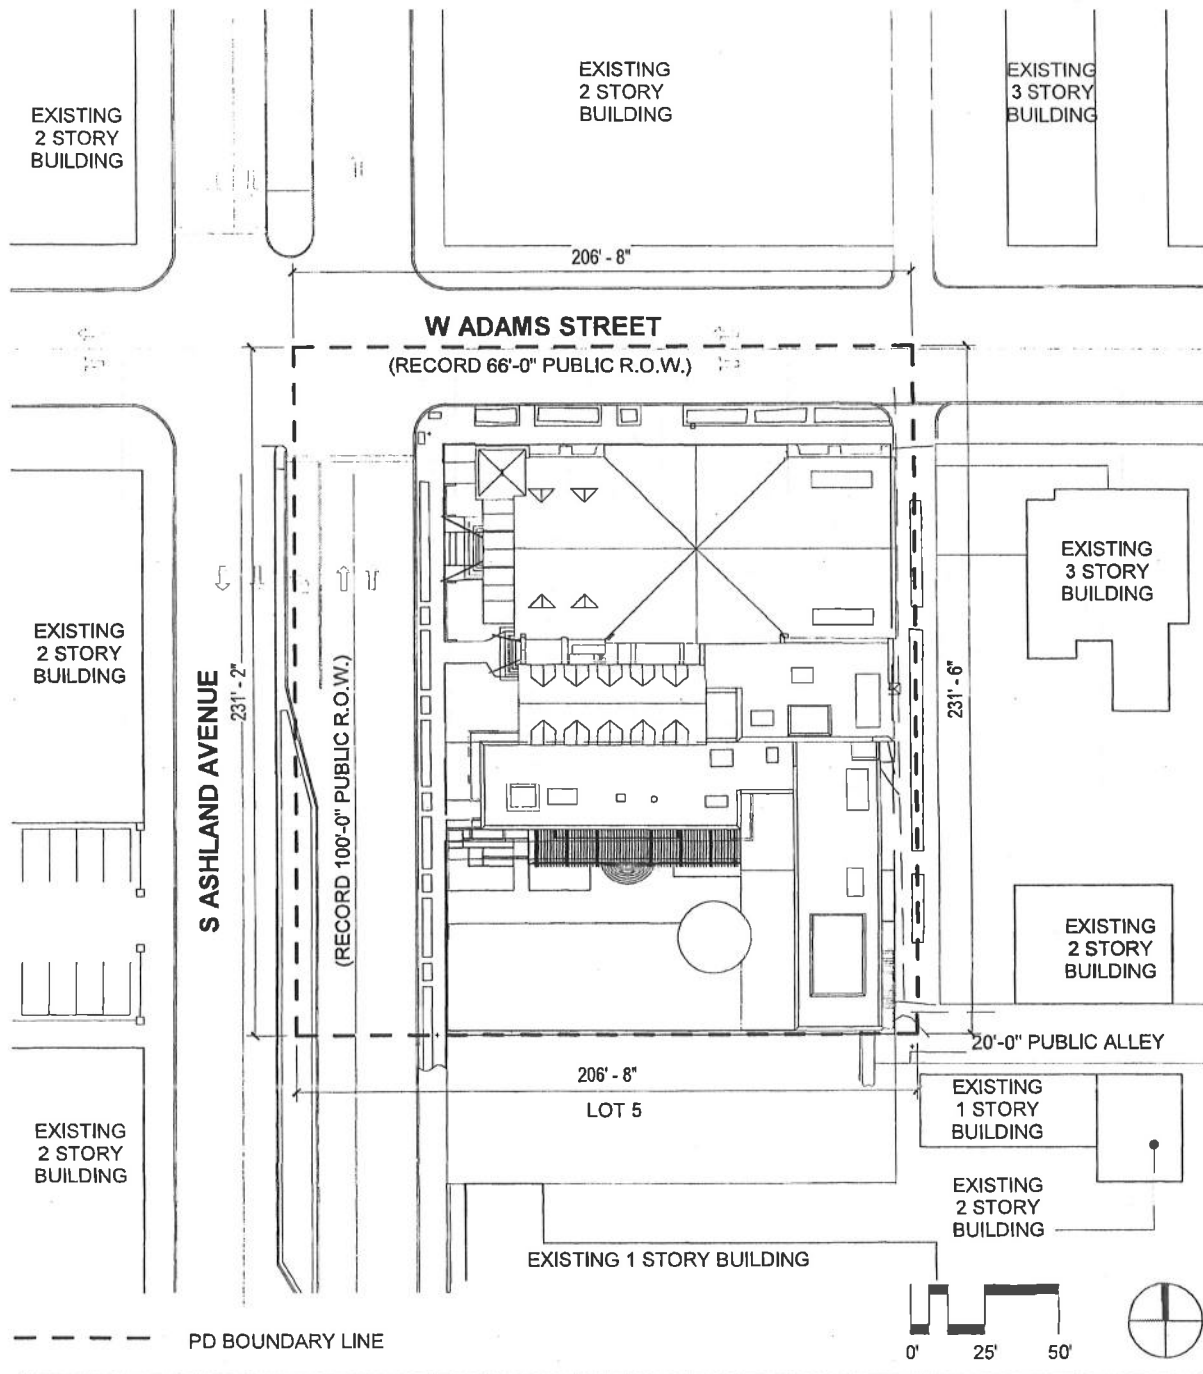 EXISTING
2 STORY
BUILDING
EXISTING
2 STORY
BUILDING
EXISTING
3 STORY
BUILDING
206' - 8"
W ADAMS STREET
(RECORD 66'-0" PUBLIC R.O.W.)
EXISTING
2 STORY
BUILDING
S ASHLAND AVENUE
231' - 2"
(RECORD 100'-0" PUBLIC R.O.W.)
231' - 6"
EXISTING
3 STORY
BUILDING
EXISTING
2 STORY
BUILDING
20'-0" PUBLIC ALLEY
206' - 8"
LOT 5
EXISTING
2 STORY
BUILDING
EXISTING
1 STORY
BUILDING
EXISTING
2 STORY
BUILDING
EXISTING 1 STORY BUILDING
PD BOUNDARY LINE
0' 25' 50'